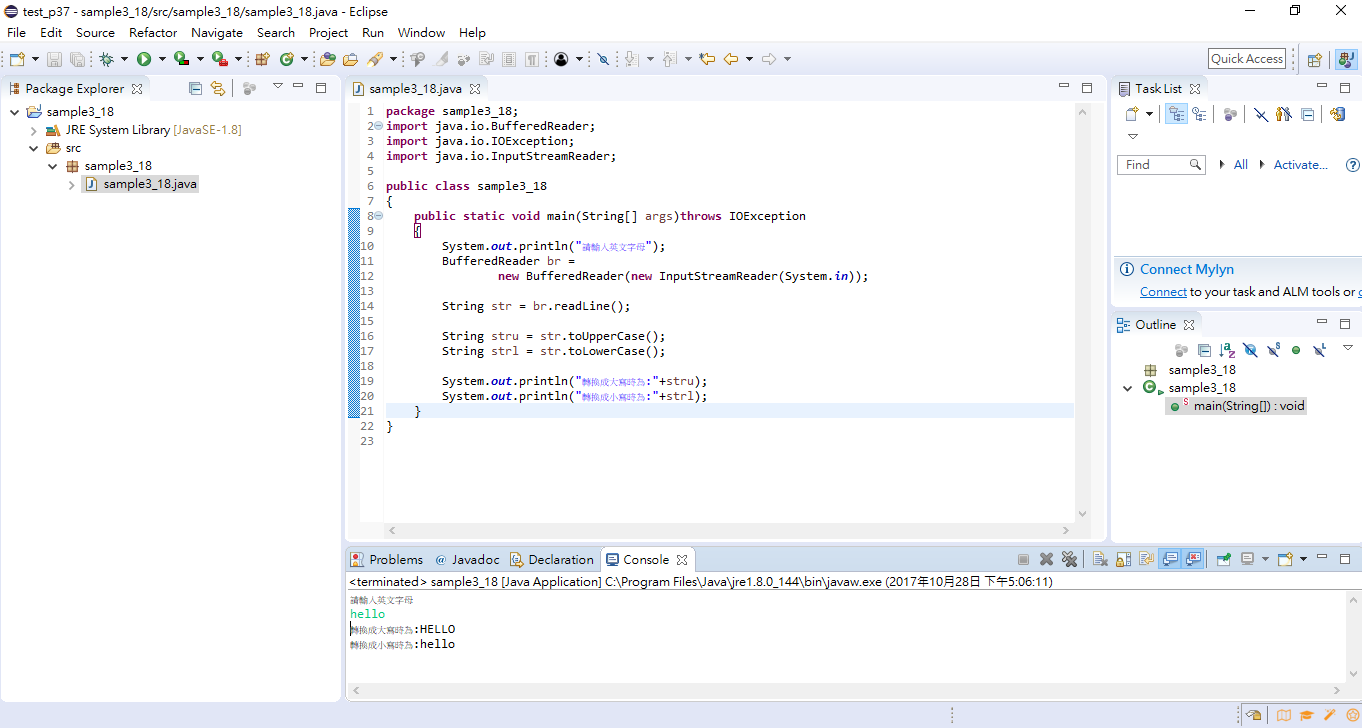 test_p37 - sample3_18/src/sample3_18/sample3_18.java - Eclipse
File Edit Source Refactor Navigate Search Project Run Window Help
Quick Access
Package Explorer
sample3_18
JRE System Library [JavaSE-1.8]
src
sample3_18
sample3_18.java
sample3_18.java
1 package sample3_18;
2 import java.io.BufferedReader;
3 import java.io.IOException;
4 import java.io.InputStreamReader;
5
6 public class sample3_18
7 {
8 public static void main(String[] args)throws IOException
9 {
10 System.out.println("請輸入英文字母");
11 BufferedReader br =
12 new BufferedReader(new InputStreamReader(System.in));
13
14 String str = br.readLine();
15
16 String stru = str.toUpperCase();
17 String strl = str.toLowerCase();
18
19 System.out.println("轉換成大寫時為:"+stru);
20 System.out.println("轉換成小寫時為:"+strl);
21 }
22 }
23
Task List
Find All Activate...
Connect Mylyn
Connect to your task and ALM tools or
Outline
sample3_18
sample3_18
main(String[]) : void
Problems @ Javadoc Declaration Console
<terminated> sample3_18 [Java Application] C:\Program Files\Java\jre1.8.0_144\bin\javaw.exe (2017年10月28日 下午5:06:11)
請輸入英文字母
hello
轉換成大寫時為:HELLO
轉換成小寫時為:hello